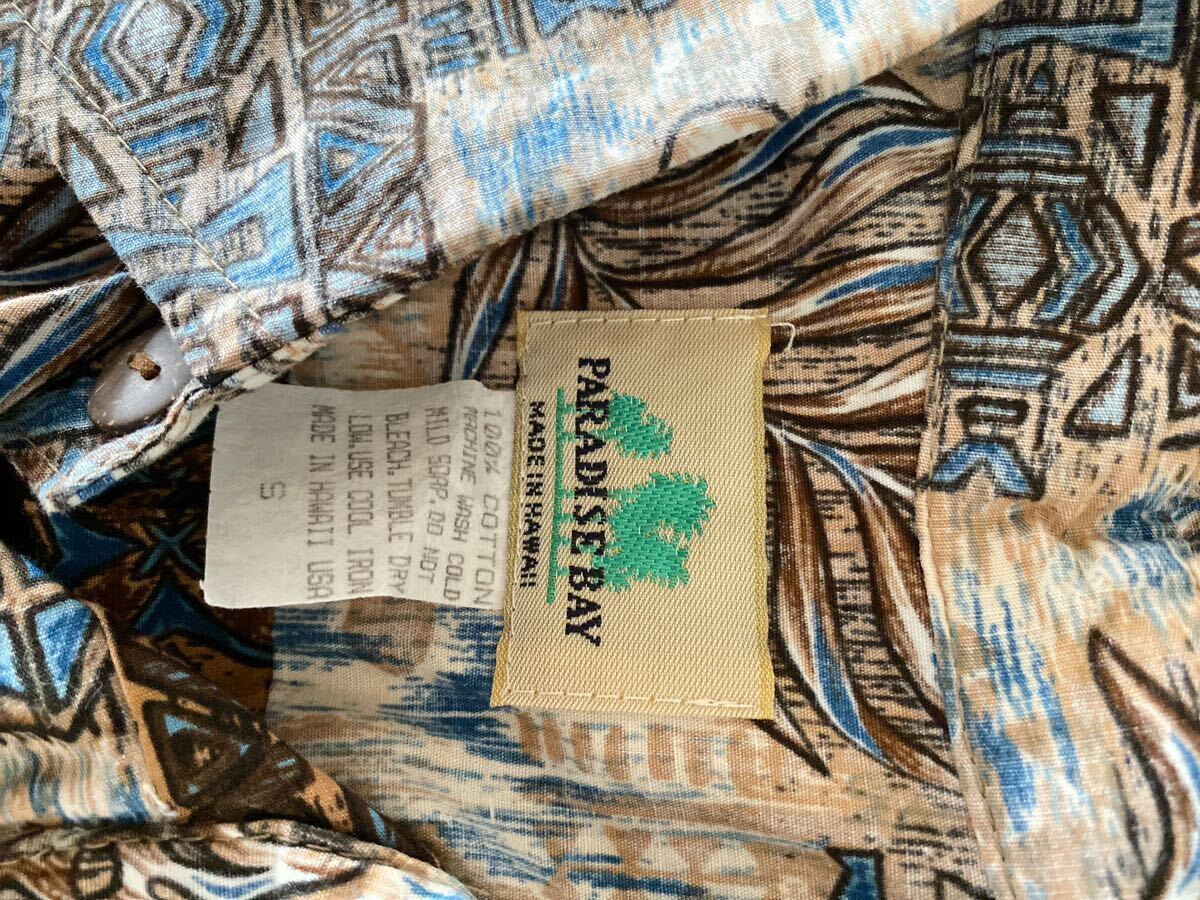 PARADISE BAY
MADE IN HAWAII
100% COTTON
MACHINE WASH COLD
MILD SOAP, DO NOT
BLEACH, TUMBLE DRY
LOW, USE COOL IRON
MADE IN HAWAII USA
S